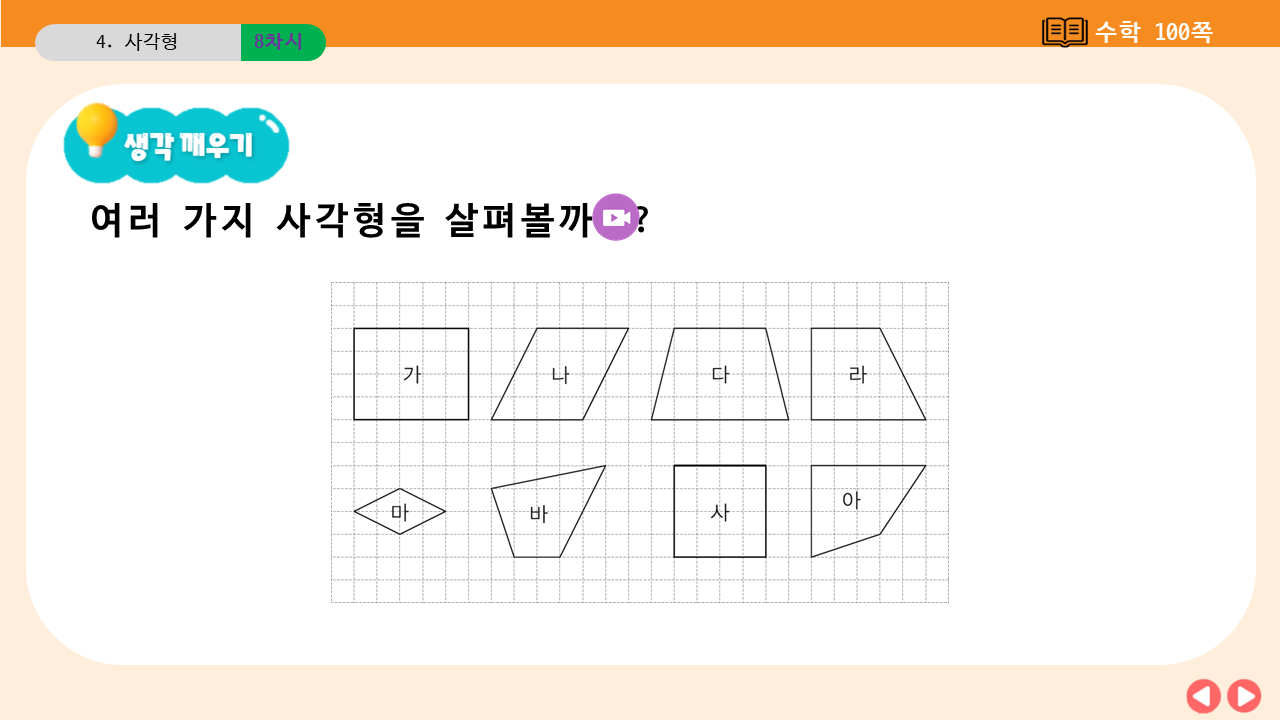 4. 사각형 8차시
수학 100쪽
생각 깨우기
여러 가지 사각형을 살펴볼까?
가 나 다 라
마 바 사 아